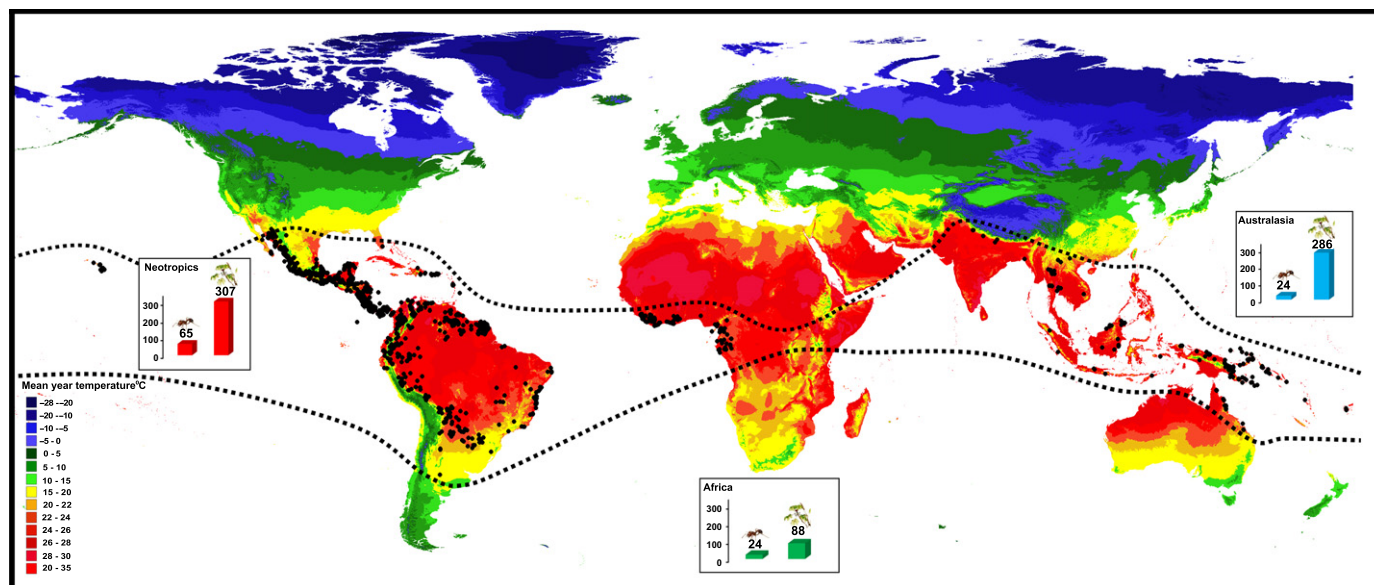 Neotropics
300
200
100
0
65
307
Australasia
300
200
100
0
24
286
Africa
300
200
100
0
24
88
Mean year temperature°C
–28 -–20
–20 -–10
–10 -–5
–5 - 0
0 - 5
5 - 10
10 - 15
15 - 20
20 - 22
22 - 24
24 - 26
26 - 28
28 - 30
20 - 35